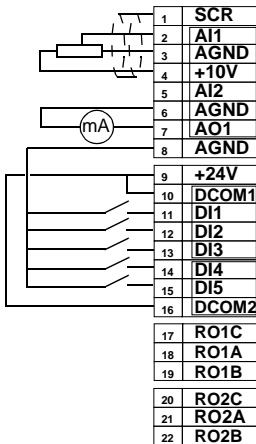 1 SCR
2 AI1
3 AGND
4 +10V
5 AI2
6 AGND
mA
7 AO1
8 AGND
9 +24V
10 DCOM1
11 DI1
12 DI2
13 DI3
14 DI4
15 DI5
16 DCOM2
17 RO1C
18 RO1A
19 RO1B
20 RO2C
21 RO2A
22 RO2B